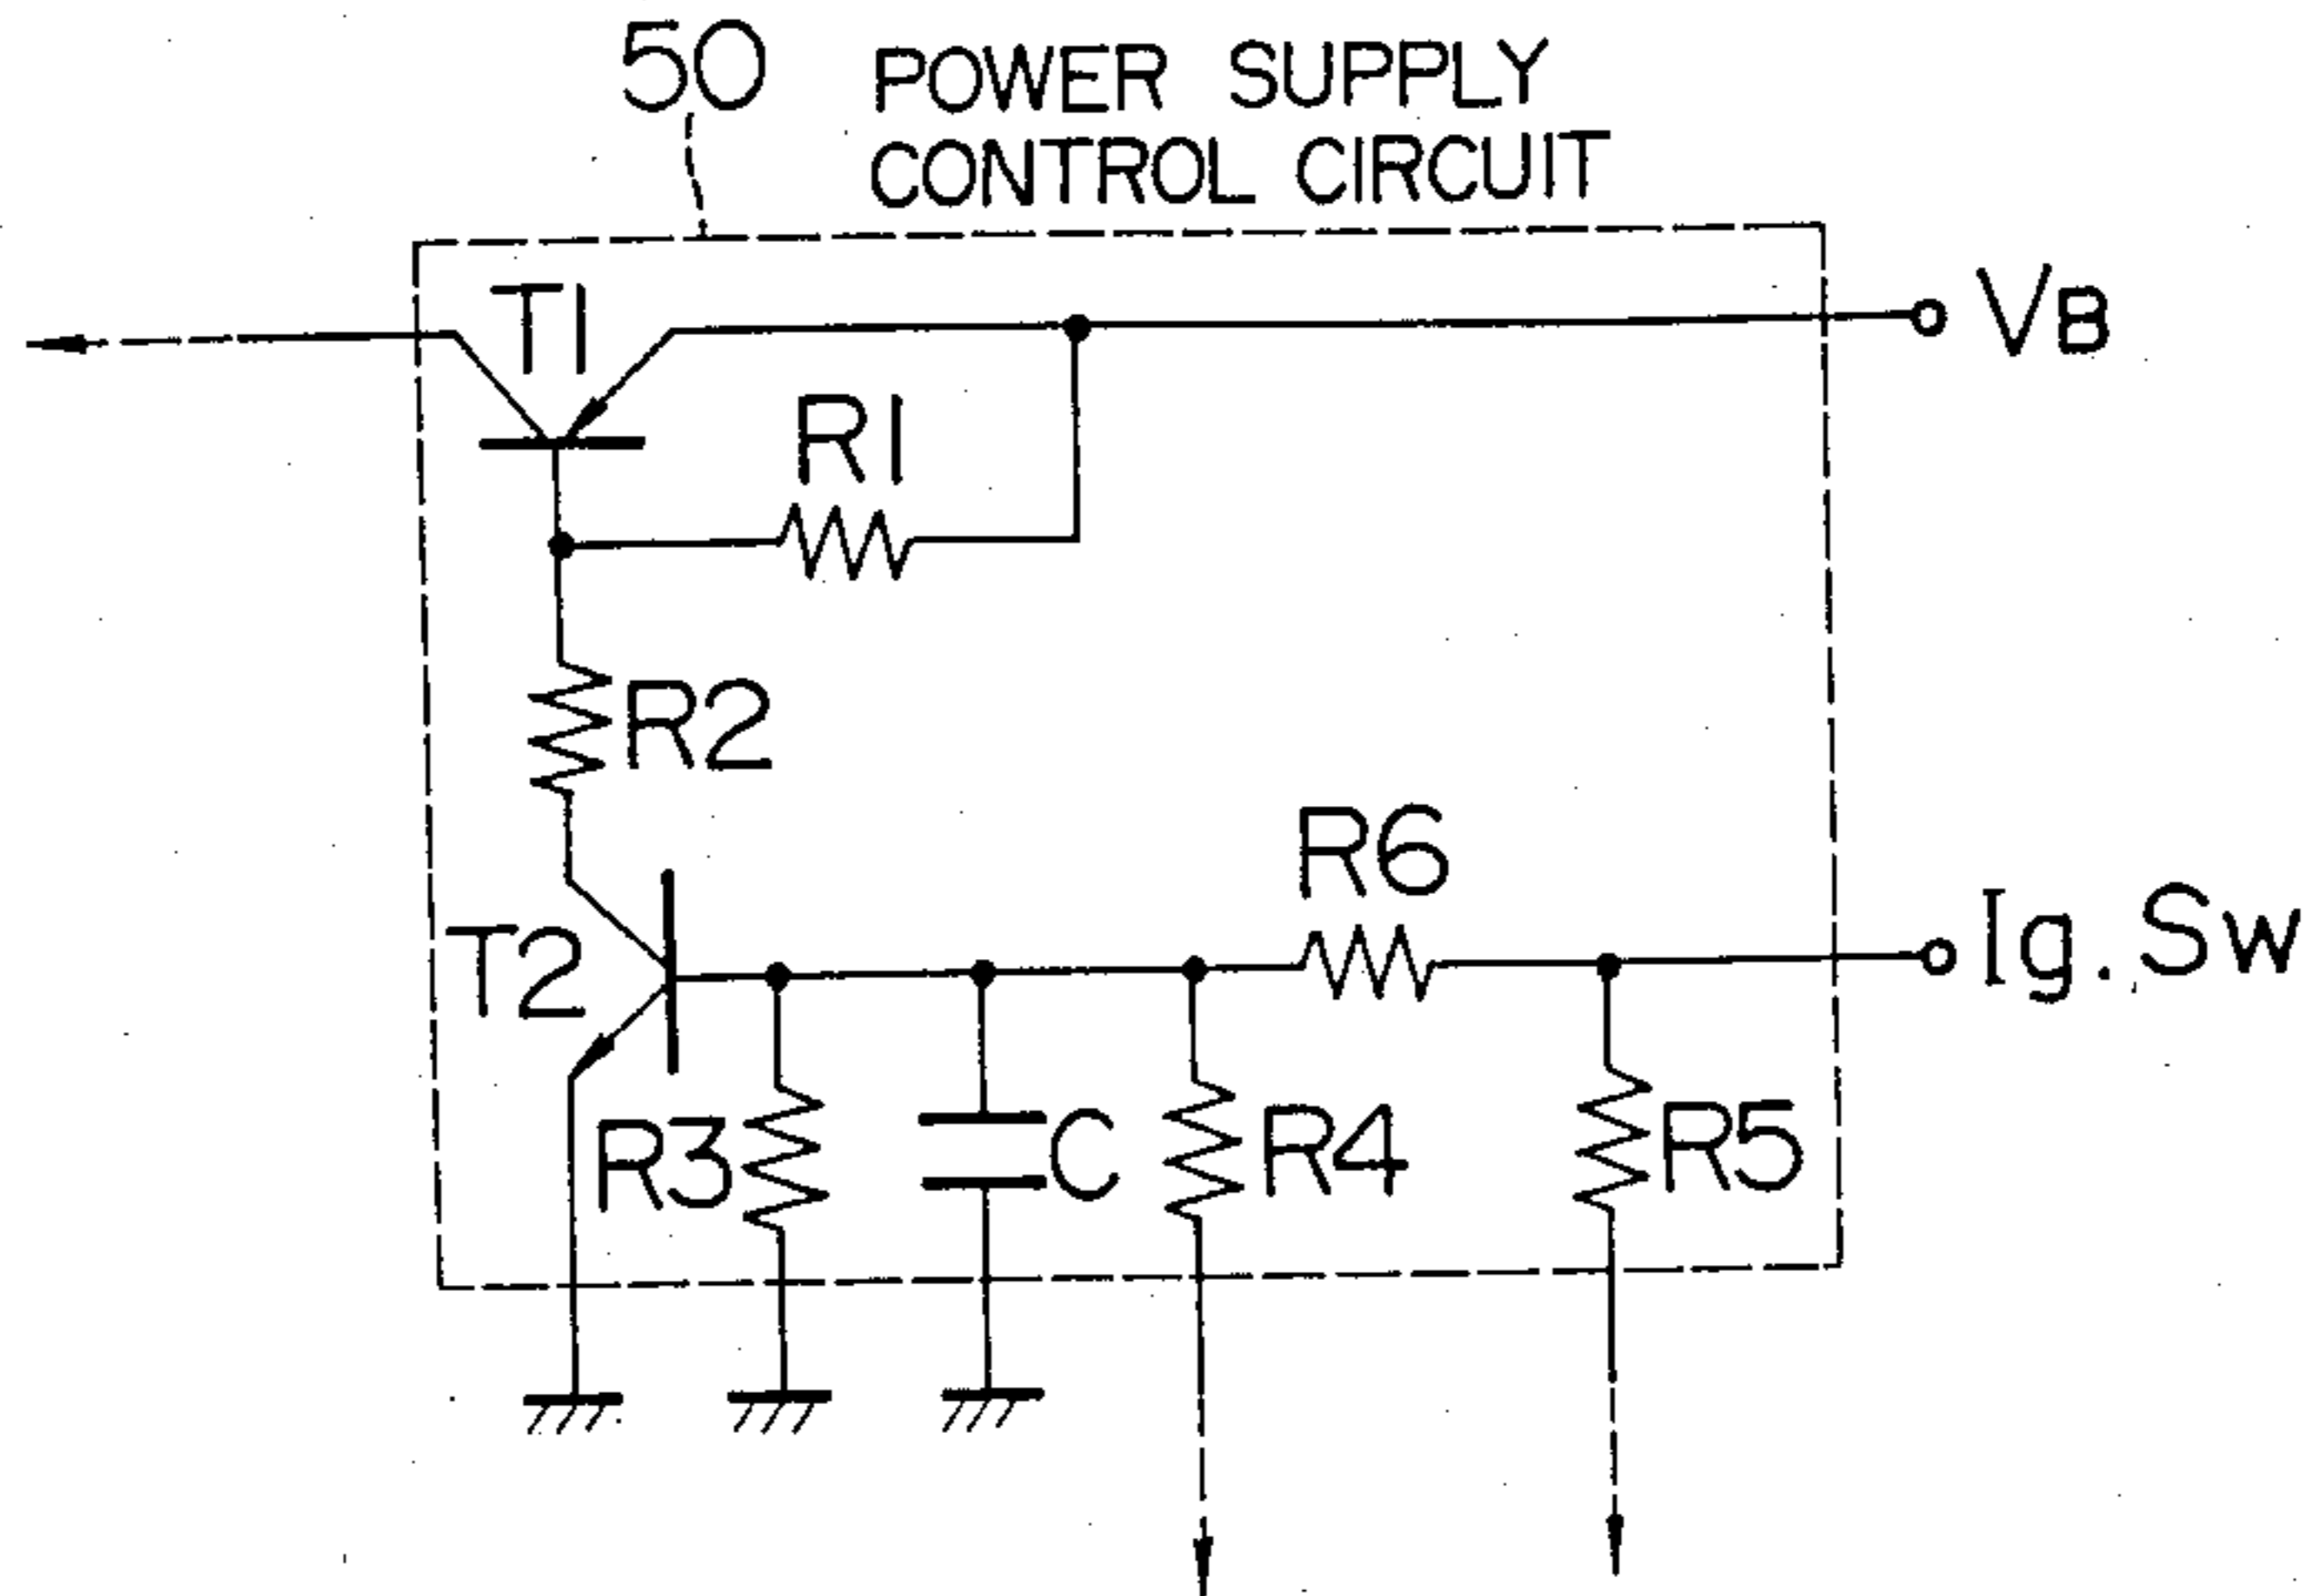 50 POWER SUPPLY
CONTROL CIRCUIT
T1
VB
R1
R2
R6
T2
Ig. Sw
R3
C
R4
R5